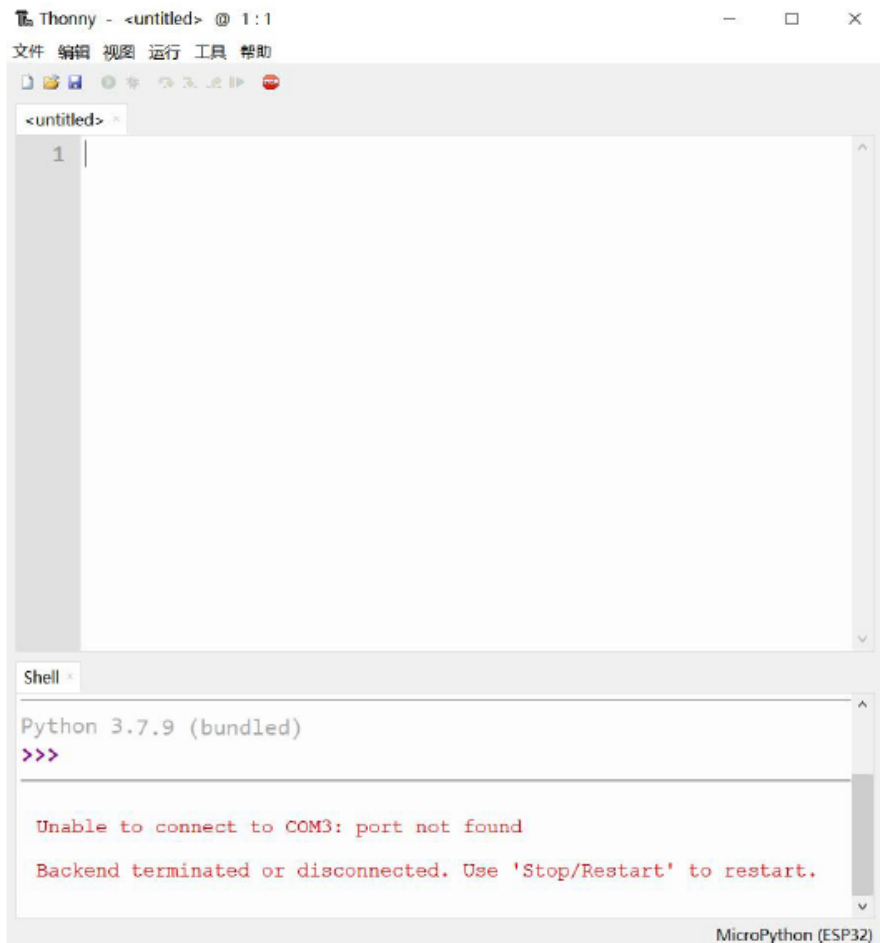 Thonny - <untitled> @ 1:1
文件 编辑 视图 运行 工具 帮助
<untitled>
1
Shell
Python 3.7.9 (bundled)
>>>
Unable to connect to COM3: port not found
Backend terminated or disconnected. Use 'Stop/Restart' to restart.
MicroPython (ESP32)